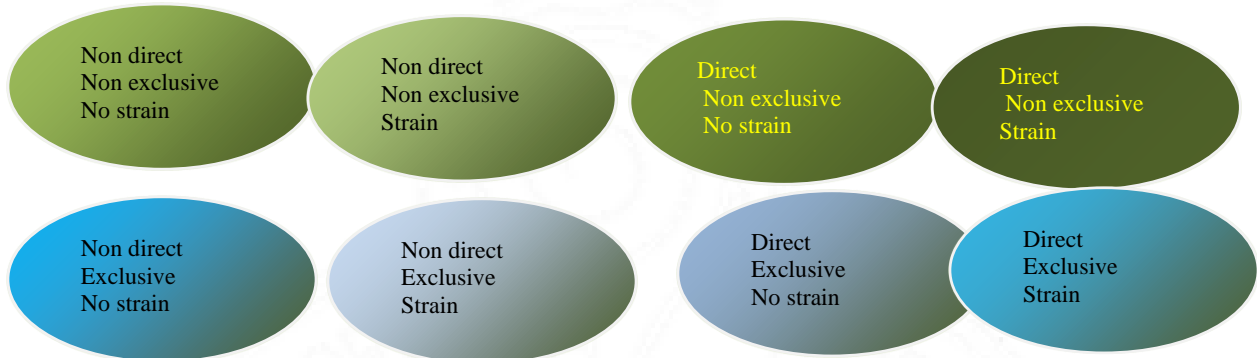 Non direct
Non exclusive
No strain
Non direct
Non exclusive
Strain
Direct
Non exclusive
No strain
Direct
Non exclusive
Strain
Non direct
Exclusive
No strain
Non direct
Exclusive
Strain
Direct
Exclusive
No strain
Direct
Exclusive
Strain